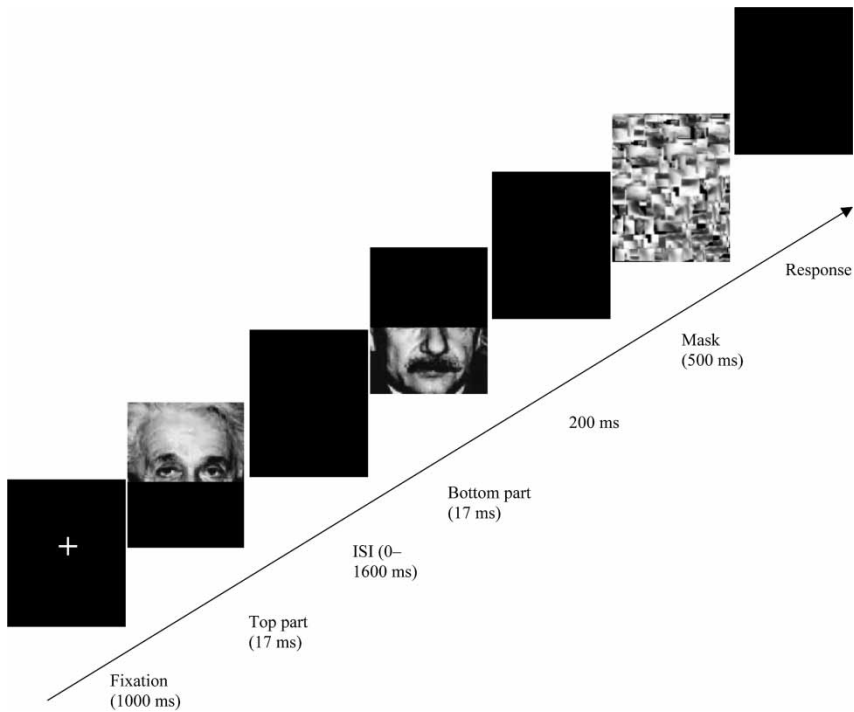 Fixation
(1000 ms)
Top part
(17 ms)
ISI (0–
1600 ms)
Bottom part
(17 ms)
200 ms
Mask
(500 ms)
Response